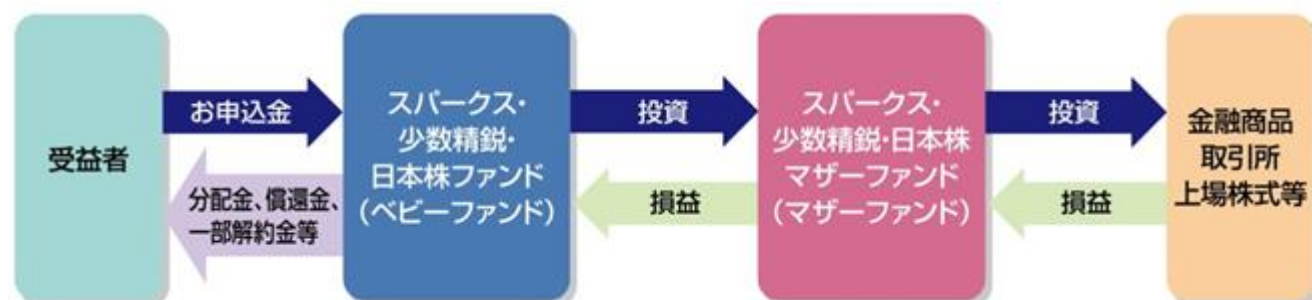 受益者
お申込金
分配金、償還金、
一部解約金等
スパークス・
少数精鋭・
日本株ファンド
(ベビーファンド)
投資
損益
スパークス・
少数精鋭・日本株
マザーファンド
(マザーファンド)
投資
損益
金融商品
取引所
上場株式等